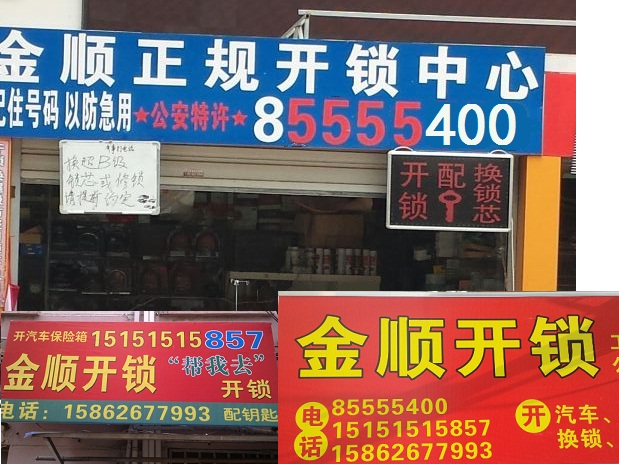 金顺正规开锁中心
记住号码 以防急用★公安特许★85555400
换超B级
锁芯或修锁
请提前约定
开锁 配 换锁芯
开汽车保险箱 15151515857
金顺开锁 “帮我去”开锁
电话：15862677993 配钥匙
金顺开锁
电话 85555400
15151515857
15862677993
开 汽车、
换锁、